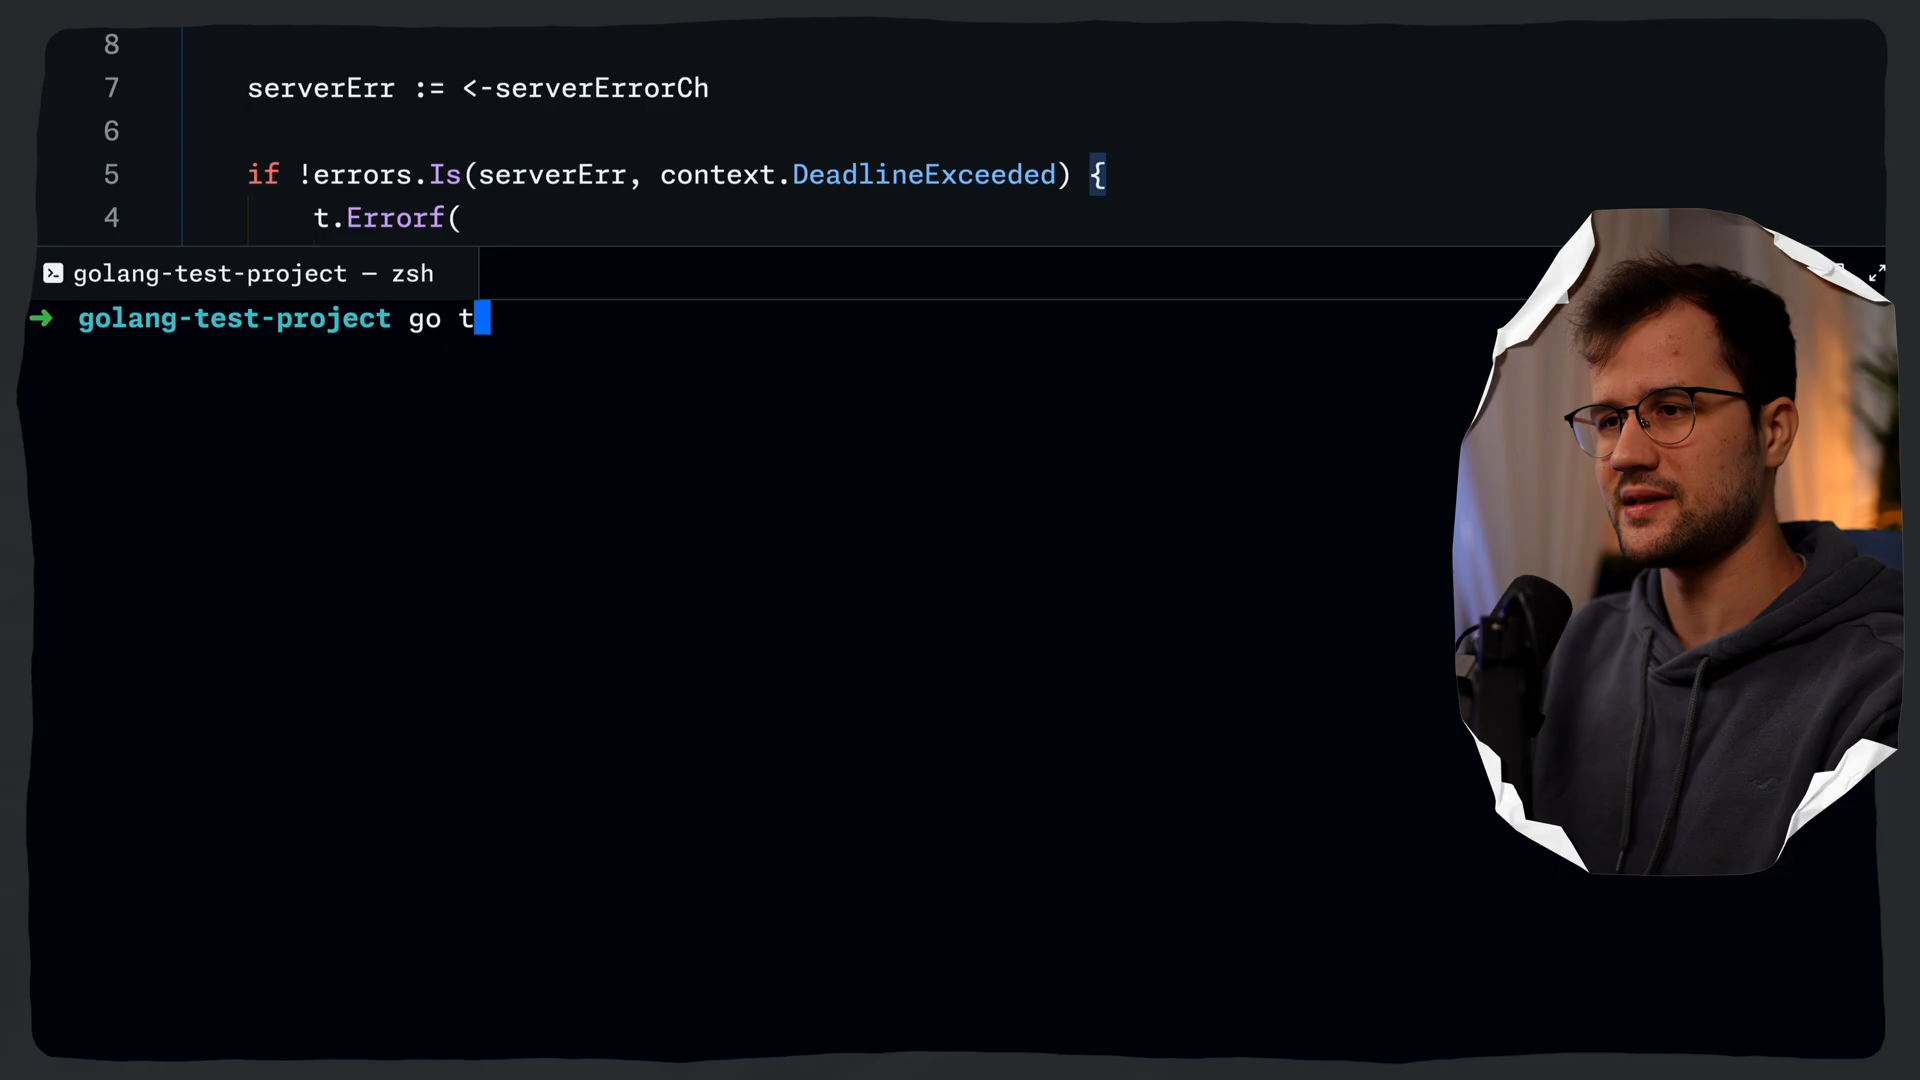 8
7 serverErr := <-serverErrorCh
6
5 if !errors.Is(serverErr, context.DeadlineExceeded) {
4 t.Errorf(
golang-test-project — zsh
➜ golang-test-project go t